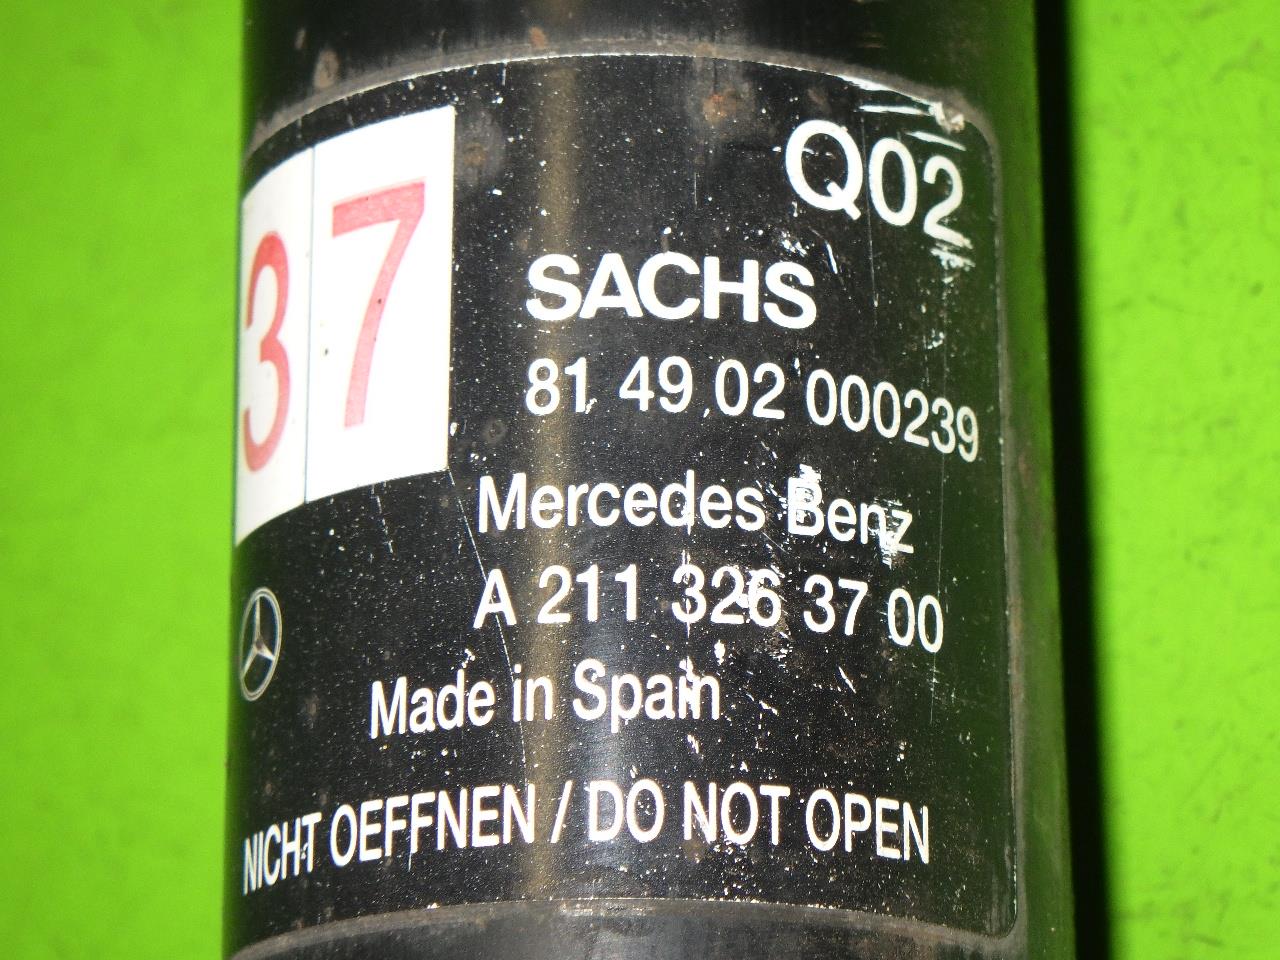 37
Q02
SACHS
81 49 02 000239
Mercedes Benz
A 211 326 37 00
Made in Spain
NICHT OEFFNEN / DO NOT OPEN